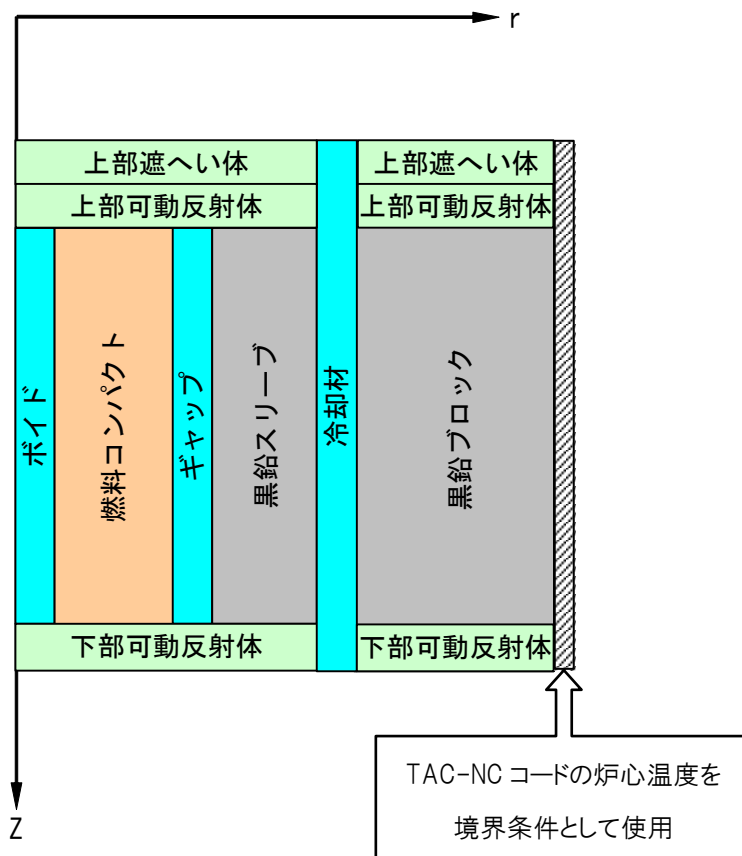 r
上部遮へい体
上部遮へい体
上部可動反射体
上部可動反射体
ボイド
燃料コンパクト
ギャップ
黒鉛スリーブ
冷却材
黒鉛ブロック
下部可動反射体
下部可動反射体
TAC-NC コードの炉心温度を
境界条件として使用
Z